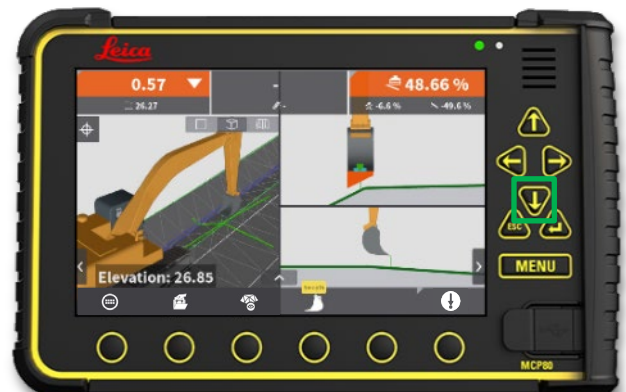 Leica
0.57
48.66 %
26.27
-
-
-6.6 %
-49.6 %
Elevation: 26.85
ESC
MENU
MCP80